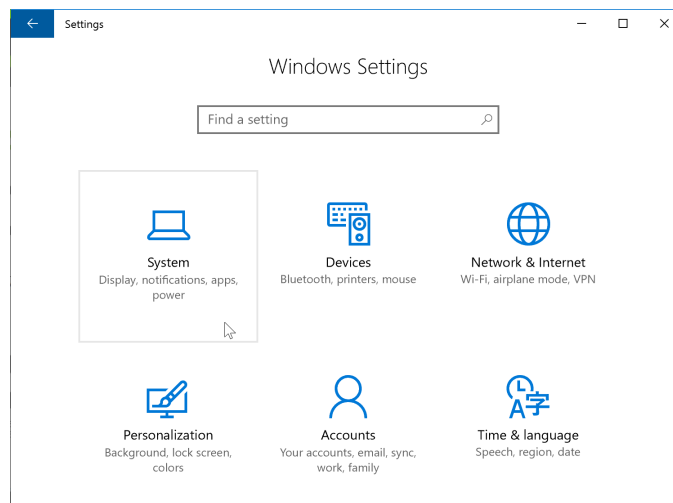 Settings
Windows Settings
Find a setting
System
Display, notifications, apps,
power
Devices
Bluetooth, printers, mouse
Network & Internet
Wi-Fi, airplane mode, VPN
Personalization
Background, lock screen,
colors
Accounts
Your accounts, email, sync,
work, family
Time & language
Speech, region, date